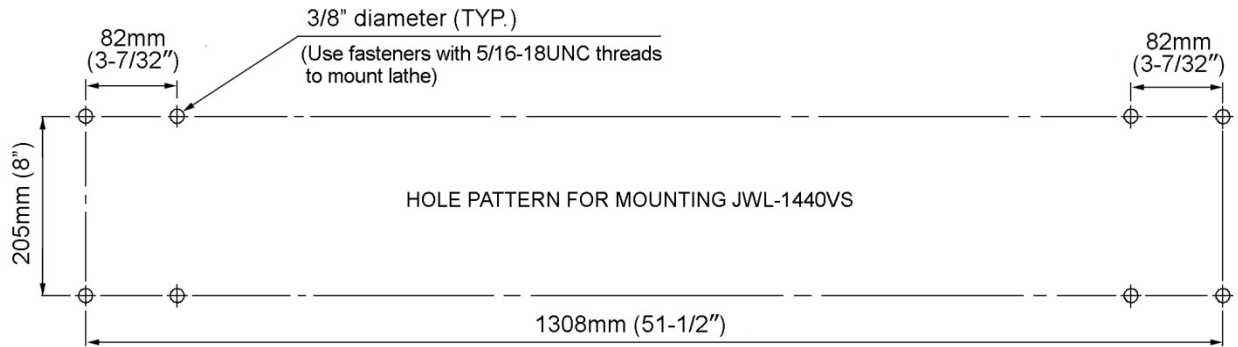 3/8” diameter (TYP.)
(Use fasteners with 5/16-18UNC threads
to mount lathe)
82mm
(3-7/32″)
82mm
(3-7/32″)
205mm (8”)
HOLE PATTERN FOR MOUNTING JWL-1440VS
1308mm (51-1/2″)